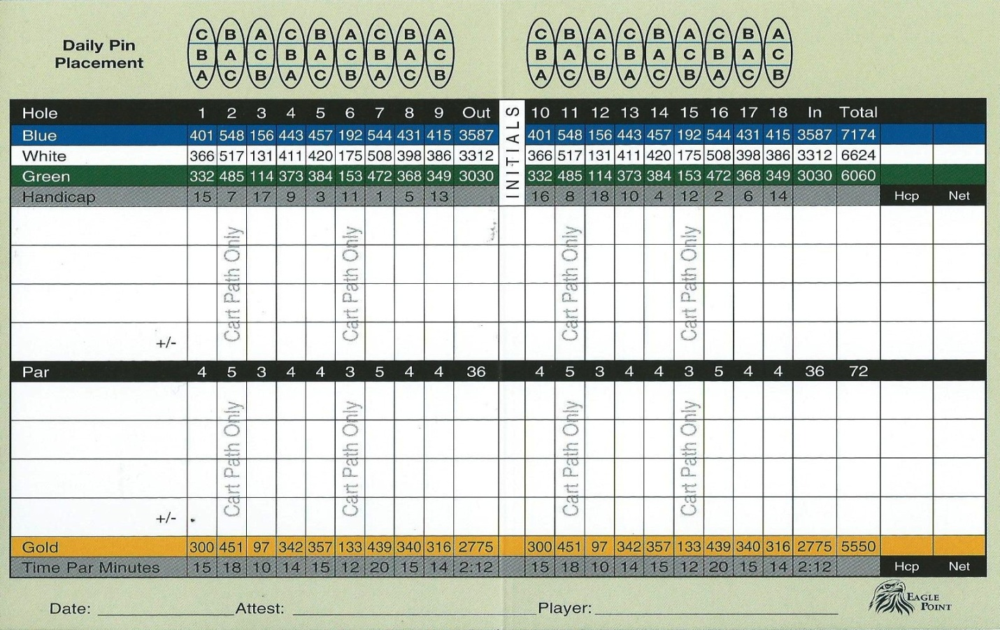 C B A C B A C B A C B A C B A C B A
Daily Pin
Placement
B A C B A C B A C B A C B A C B A C
A C B A C B A C B A C B A C B A C B
Hole 1 2 3 4 5 6 7 8 9 Out INITIALS 10 11 12 13 14 15 16 17 18 In Total
Blue 401 548 156 443 457 192 544 431 415 3587 401 548 156 443 457 192 544 431 415 3587 7174
White 366 517 131 411 420 175 508 398 386 3312 366 517 131 411 420 175 508 398 386 3312 6624
Green 332 485 114 373 384 153 472 368 349 3030 332 485 114 373 384 153 472 368 349 3030 6060
Handicap 15 7 17 9 3 11 1 5 13 16 8 18 10 4 12 2 6 14 Hcp Net
Cart Path Only Cart Path Only Cart Path Only Cart Path Only
+/-
Par 4 5 3 4 4 3 5 4 4 36 4 5 3 4 4 3 5 4 4 36 72
Cart Path Only Cart Path Only Cart Path Only Cart Path Only
+/-
Gold 300 451 97 342 357 133 439 340 316 2775 300 451 97 342 357 133 439 340 316 2775 5550
Time Par Minutes 15 18 10 14 15 12 20 15 14 2:12 15 18 10 14 15 12 20 15 14 2:12 Hcp Net
Date: Attest: Player:
EAGLE
POINT